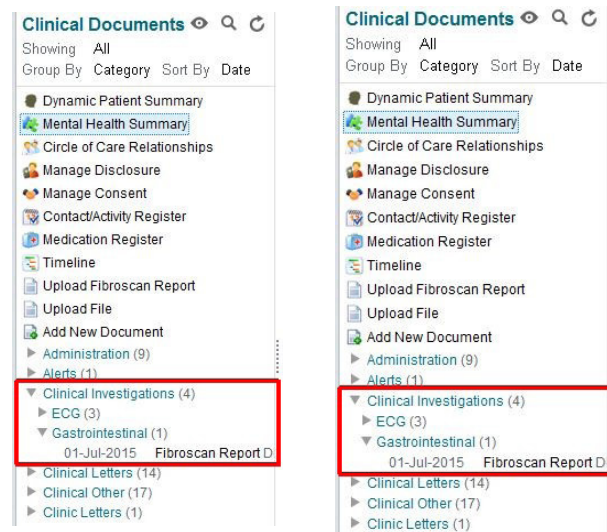 Clinical Documents
Showing All
Group By Category Sort By Date
Dynamic Patient Summary
Mental Health Summary
Circle of Care Relationships
Manage Disclosure
Manage Consent
Contact/Activity Register
Medication Register
Timeline
Upload Fibroscan Report
Upload File
Add New Document
Administration (9)
Alerts (1)
Clinical Investigations (4)
ECG (3)
Gastrointestinal (1)
01-Jul-2015 Fibroscan Report D
Clinical Letters (14)
Clinical Other (17)
Clinic Letters (1)
Clinical Documents
Showing All
Group By Category Sort By Date
Dynamic Patient Summary
Mental Health Summary
Circle of Care Relationships
Manage Disclosure
Manage Consent
Contact/Activity Register
Medication Register
Timeline
Upload Fibroscan Report
Upload File
Add New Document
Administration (9)
Alerts (1)
Clinical Investigations (4)
ECG (3)
Gastrointestinal (1)
01-Jul-2015 Fibroscan Report D
Clinical Letters (14)
Clinical Other (17)
Clinic Letters (1)